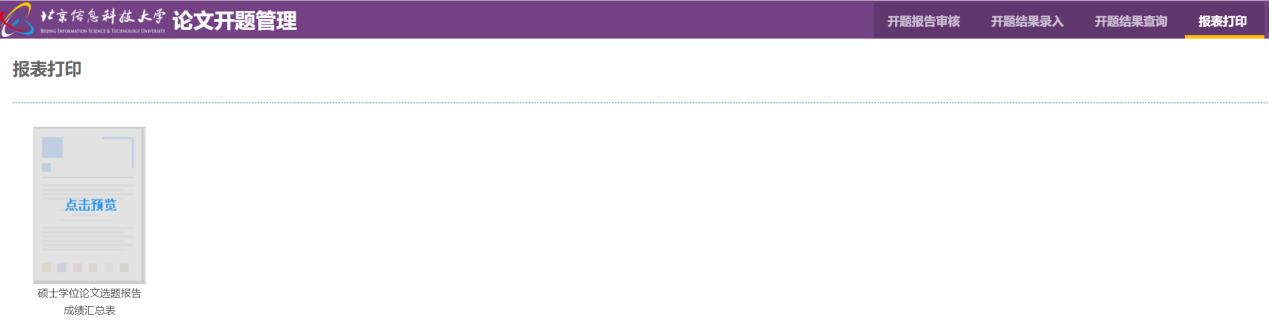 北京信息科技大学
BEIJING INFORMATION SCIENCE & TECHNOLOGY UNIVERSITY
论文开题管理
开题报告审核
开题结果录入
开题结果查询
报表打印
报表打印
点击预览
硕士学位论文选题报告
成绩汇总表